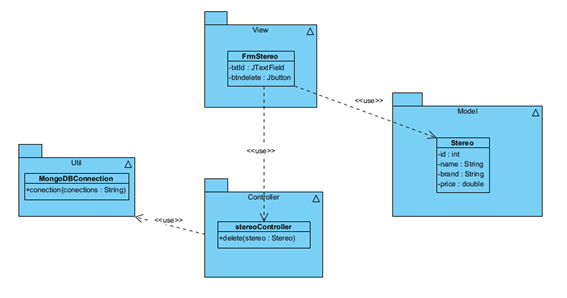 View
FrmStereo
-txtId : JTextField
-btndelete : Jbutton
<<use>>
Model
Stereo
-id : int
-name : String
-brand : String
-price : double
<<use>>
Util
MongoDBConnection
+conection(conections : String)
<<use>>
Controller
stereoController
+delete(stereo : Stereo)